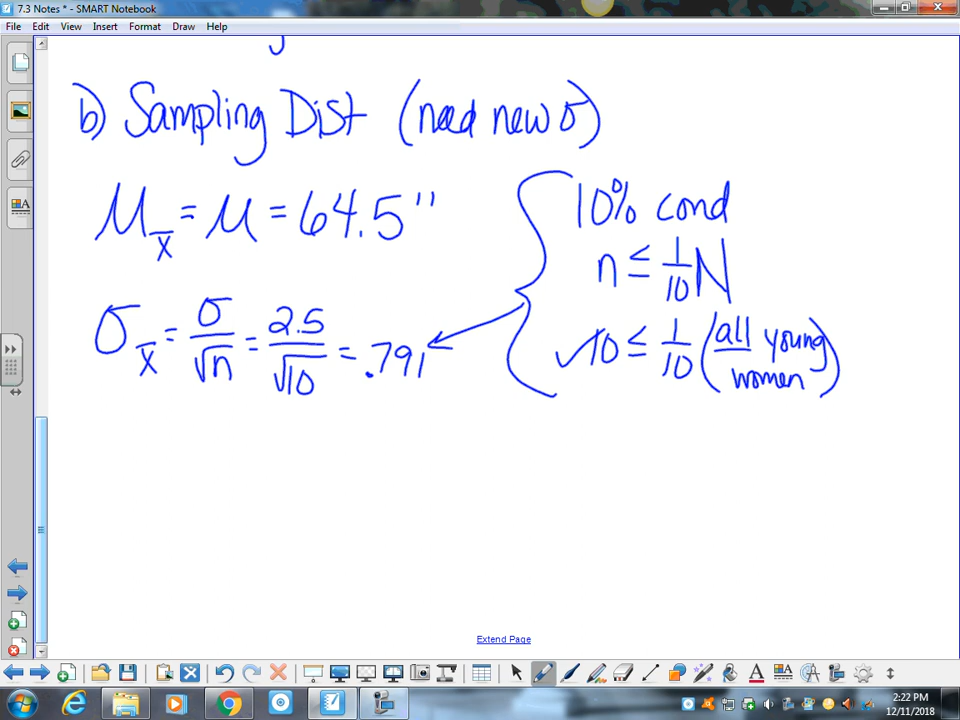 7.3 Notes * - SMART Notebook
File Edit View Insert Format Draw Help
b) Sampling Dist (need new σ)
μ_x̄ = μ = 64.5"
σ_x̄ = σ/√n = 2.5/√10 = .791
10% cond
n ≤ 1/10 N
✓10 ≤ 1/10 (all young women)
Extend Page
2:22 PM
12/11/2018